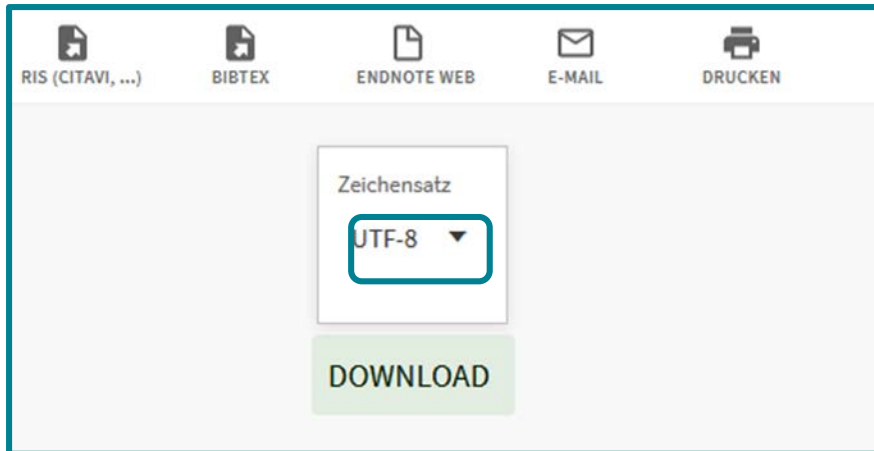 RIS (CITAVI, ...) BIBTEX ENDNOTE WEB E-MAIL DRUCKEN
Zeichensatz
UTF-8
DOWNLOAD